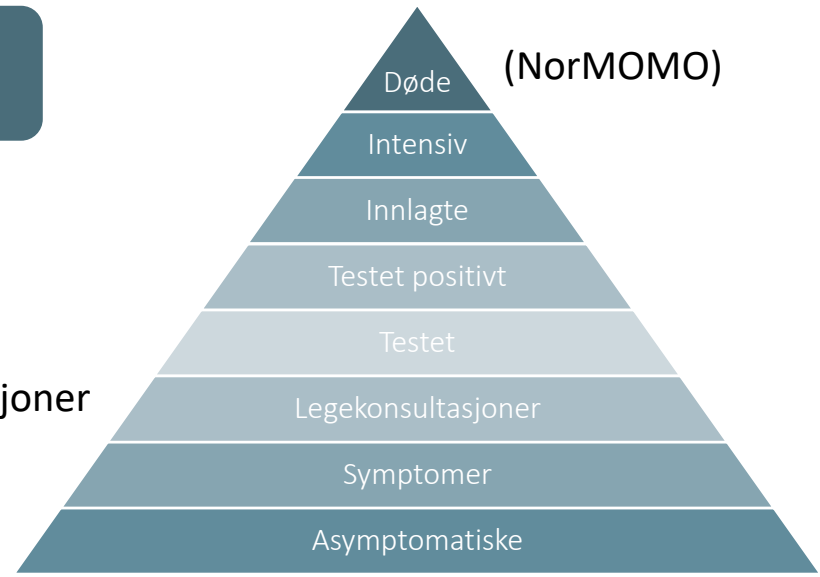 Døde
(NorMOMO)
Intensiv
Innlagte
Testet positivt
Testet
joner
Legekonsultasjoner
Symptomer
Asymptomatiske